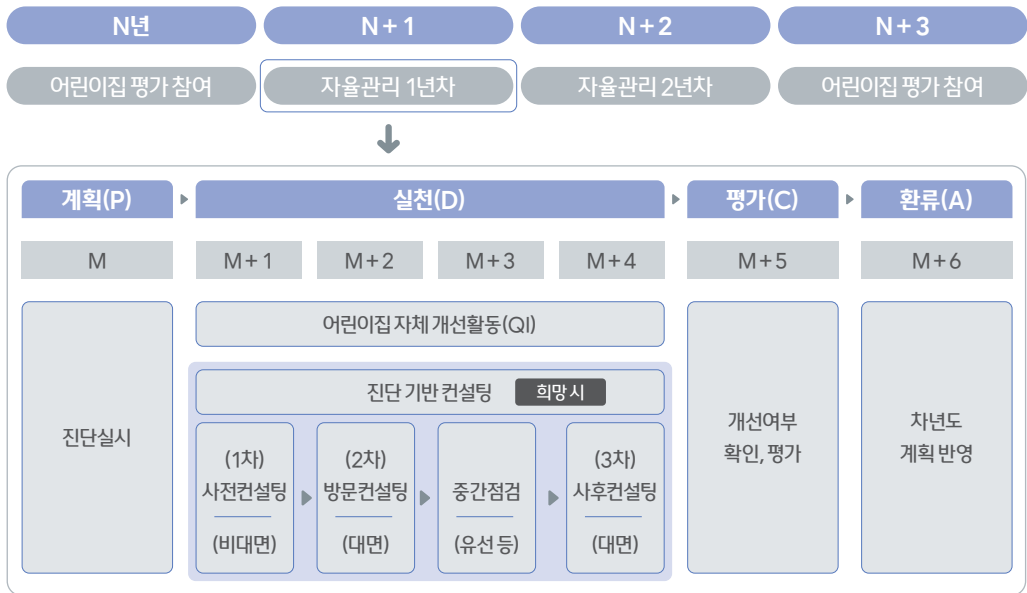 N년 N+1 N+2 N+3
어린이집 평가 참여 자율관리 1년차 자율관리 2년차 어린이집 평가 참여
계획(P) 실천(D) 평가(C) 환류(A)
M M+1 M+2 M+3 M+4 M+5 M+6
어린이집 자체 개선활동(QI)
진단 기반 컨설팅 희망 시
진단실시
(1차)
사전컨설팅
(비대면)
(2차)
방문컨설팅
(대면)
중간점검
(유선 등)
(3차)
사후컨설팅
(대면)
개선여부
확인, 평가
차년도
계획 반영